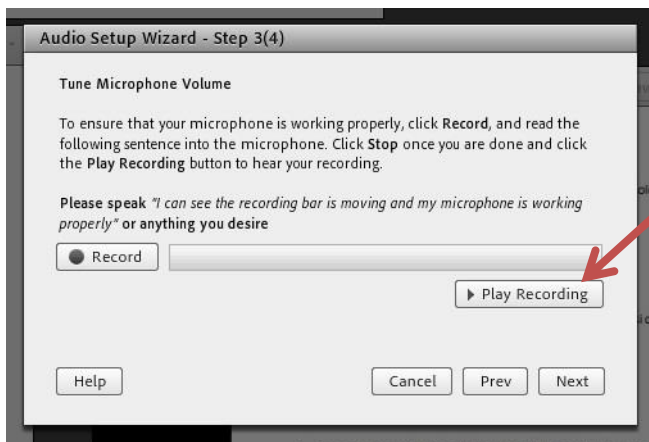 Audio Setup Wizard - Step 3(4)
Tune Microphone Volume
To ensure that your microphone is working properly, click Record, and read the
following sentence into the microphone. Click Stop once you are done and click
the Play Recording button to hear your recording.
Please speak "I can see the recording bar is moving and my microphone is working
properly" or anything you desire
Record
Play Recording
Help
Cancel
Prev
Next